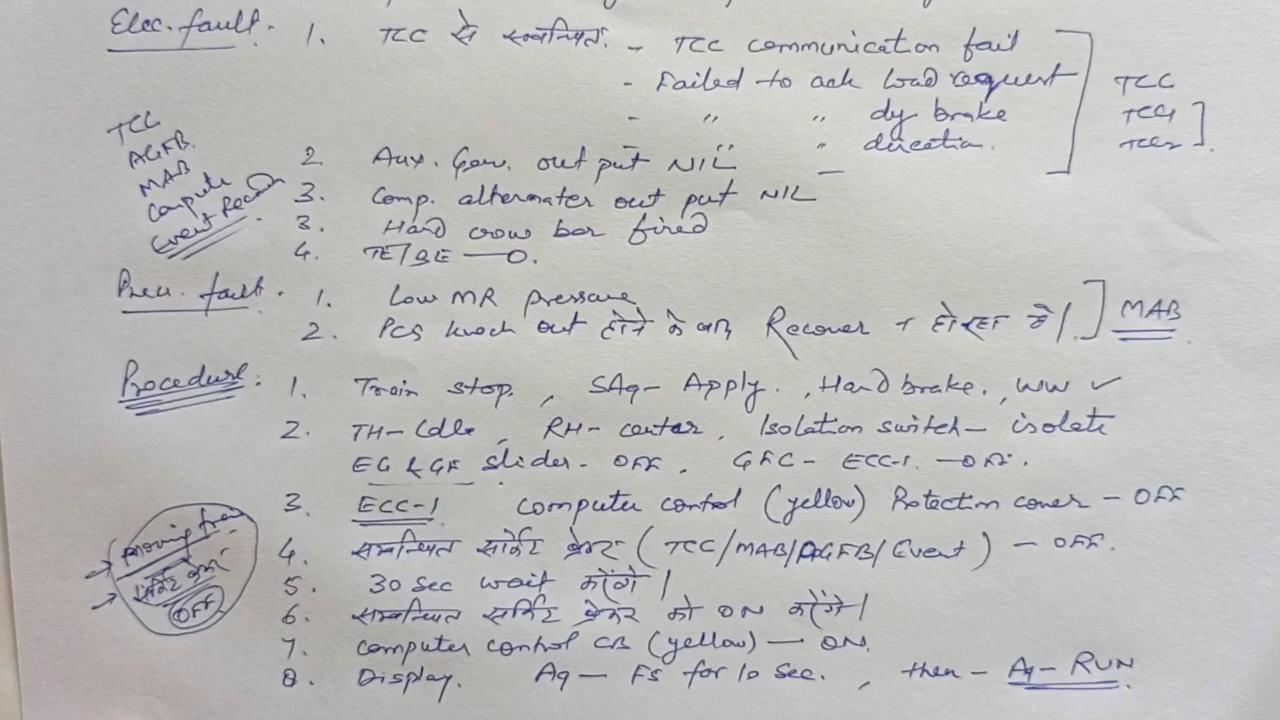 Elec. fault. 1. TCC से सम्बन्धित. - TCC communication fail
- Failed to ack load request TCC
- " " dy brake TCC1
" direction. TCC2
TCC
AGFB.
MAB
Compute
Event Recor
2. Aux. Gen. out put NIL
3. Comp. alternater out put NIL
3. Hard crow bar fired
4. TE/BE — 0.
Pneu. fault. 1. Low MR pressure
2. PCS knock out होने के बाद Recover न हो रहा हो। MAB
Procedure: 1. Train stop, SA9 - Apply., Hand brake., WW ✓
2. TH - Idle, RH - center, Isolation switch - isolate
EC & GF slider - OFF. GFC - ECC-1. - OFF.
3. ECC-1 Computer control (yellow) Protection cover - OFF
4. सम्बन्धित सर्किट ब्रेकर (TCC/MAB/AGFB/Event) - OFF.
5. 30 Sec wait करेंगे।
6. सम्बन्धित सर्किट ब्रेकर को ON करेंगे।
7. Computer control CB (yellow) - ON.
8. Display. A9 - FS for 10 Sec., then - A9 - RUN
moving train
सर्किट ब्रेकर
OFF